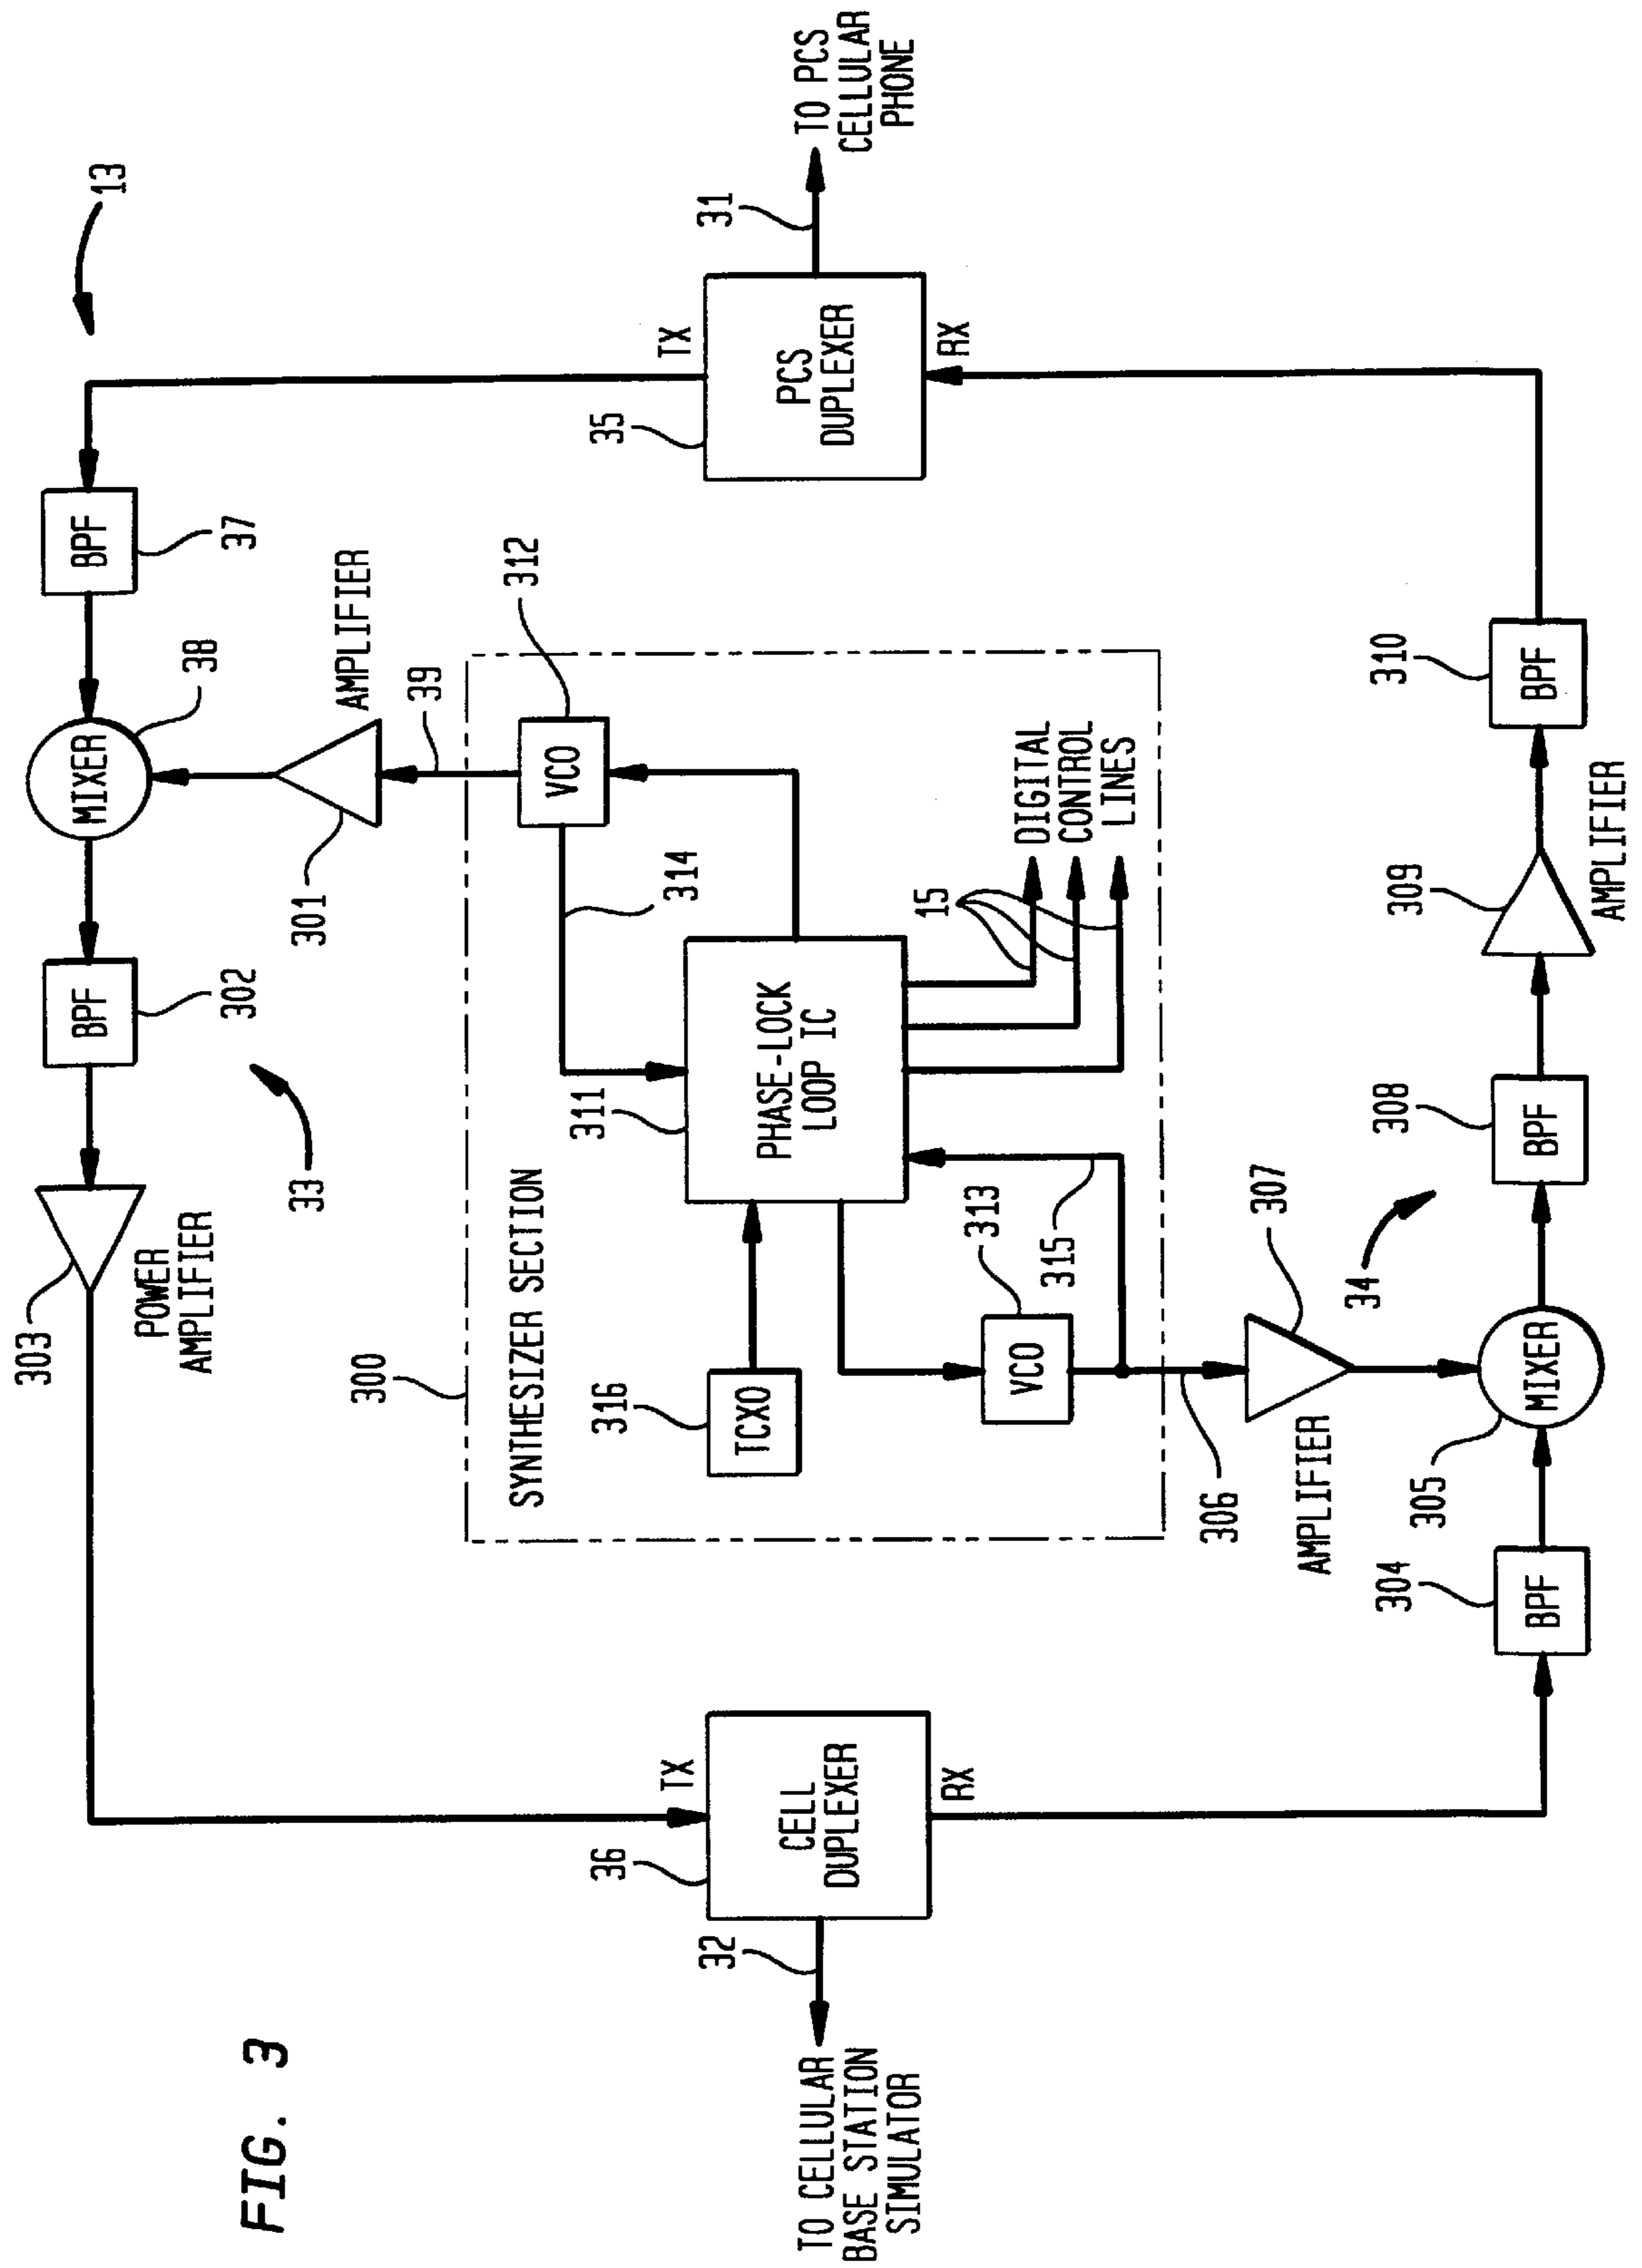 FIG. 3
13
33
303
POWER
AMPLIFIER
BPF
302
MIXER
38
BPF
37
301
AMPLIFIER
39
300
SYNTHESIZER SECTION
312
VCO
314
311
PHASE-LOCK
LOOP IC
316
TCXO
313
VCO
315
15
DIGITAL
CONTROL
LINES
36
TX
CELL
DUPLEXER
RX
32
TO CELLULAR
BASE STATION
SIMULATOR
35
TX
PCS
DUPLEXER
RX
31
TO PCS
CELLULAR
PHONE
306
307
AMPLIFIER
34
304
BPF
305
MIXER
308
BPF
309
AMPLIFIER
310
BPF